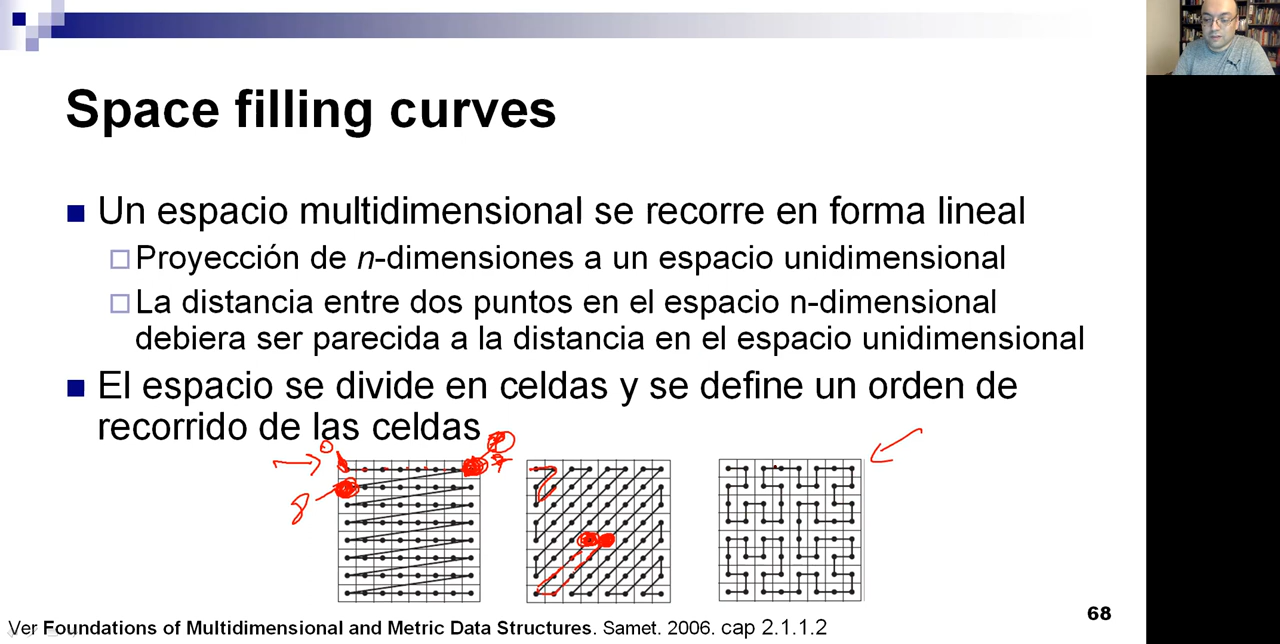 Space filling curves
Un espacio multidimensional se recorre en forma lineal
Proyección de n-dimensiones a un espacio unidimensional
La distancia entre dos puntos en el espacio n-dimensional
debiera ser parecida a la distancia en el espacio unidimensional
El espacio se divide en celdas y se define un orden de
recorrido de las celdas
0
7
8
68
Ver Foundations of Multidimensional and Metric Data Structures. Samet. 2006. cap 2.1.1.2